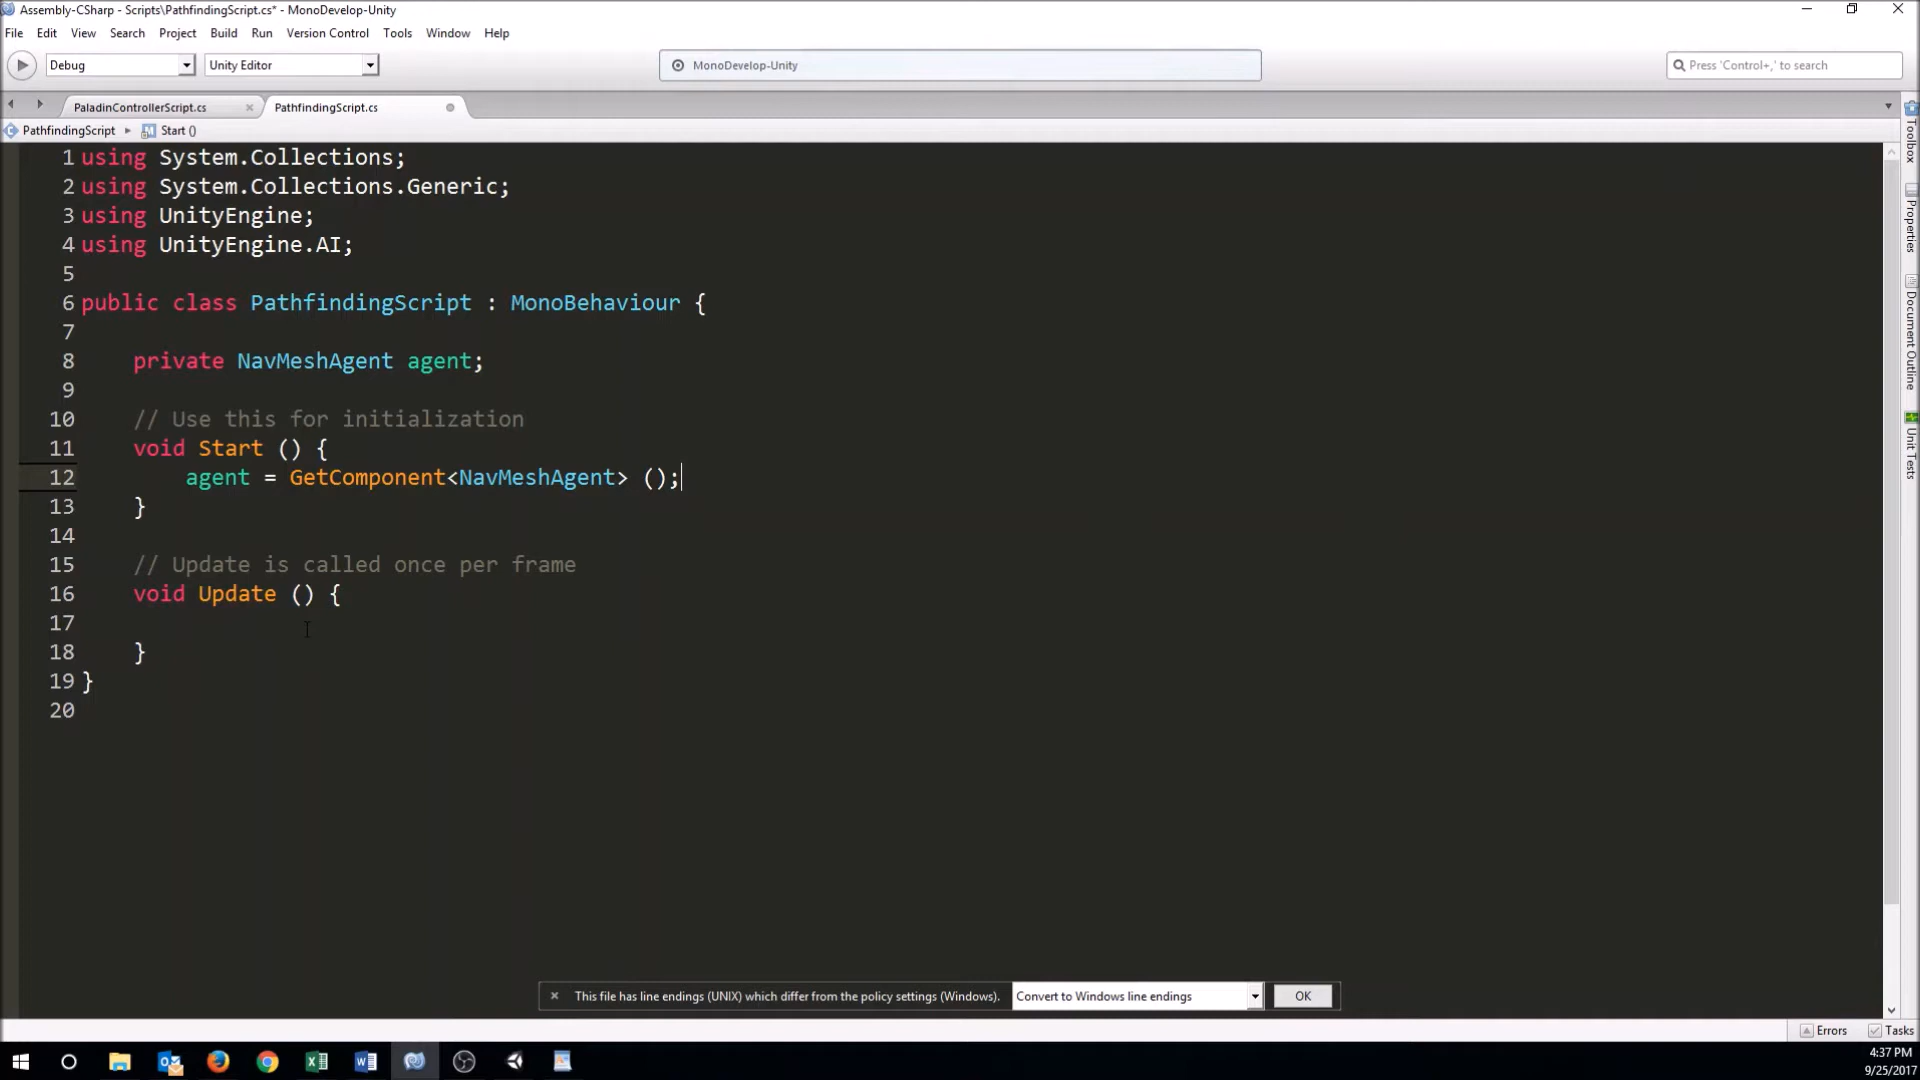 Assembly-CSharp - Scripts\PathfindingScript.cs* - MonoDevelop-Unity
File Edit View Search Project Build Run Version Control Tools Window Help
Debug Unity Editor MonoDevelop-Unity Press 'Control+,' to search
PaladinControllerScript.cs PathfindingScript.cs
PathfindingScript Start ()
1 using System.Collections;
2 using System.Collections.Generic;
3 using UnityEngine;
4 using UnityEngine.AI;
5
6 public class PathfindingScript : MonoBehaviour {
7
8 private NavMeshAgent agent;
9
10 // Use this for initialization
11 void Start () {
12 agent = GetComponent<NavMeshAgent> ();
13 }
14
15 // Update is called once per frame
16 void Update () {
17
18 }
19 }
20
Toolbox
Properties
Document Outline
Unit Tests
This file has line endings (UNIX) which differ from the policy settings (Windows). Convert to Windows line endings OK
Errors Tasks
4:37 PM
9/25/2017